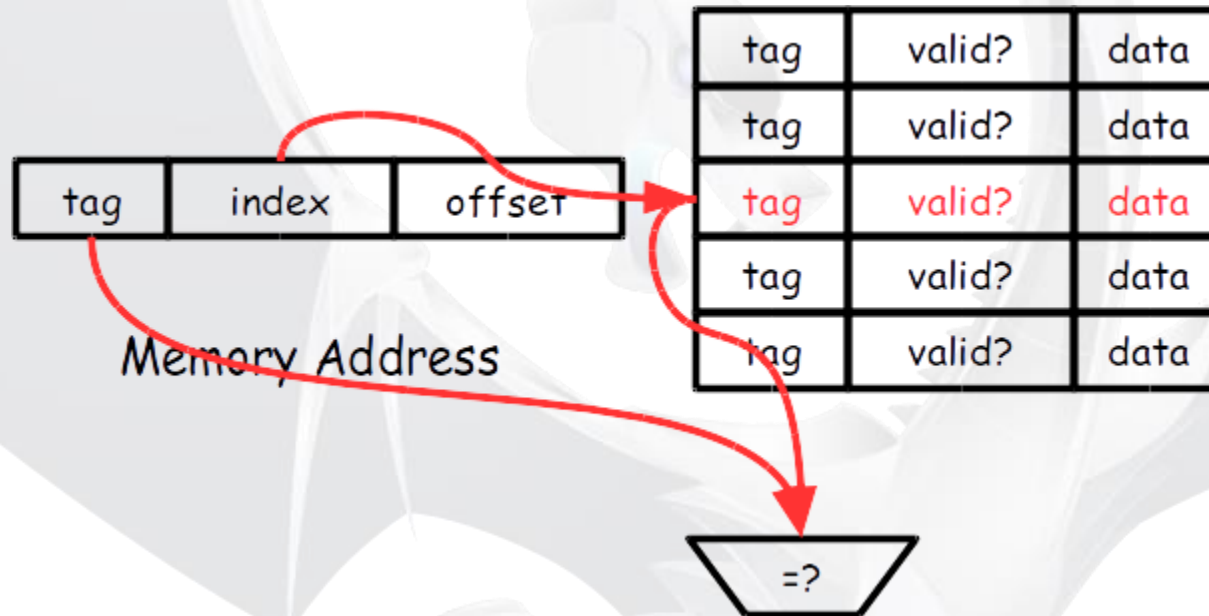 tag valid? data
tag valid? data
tag index offset
tag valid? data
tag valid? data
tag valid? data
Memory Address
=?